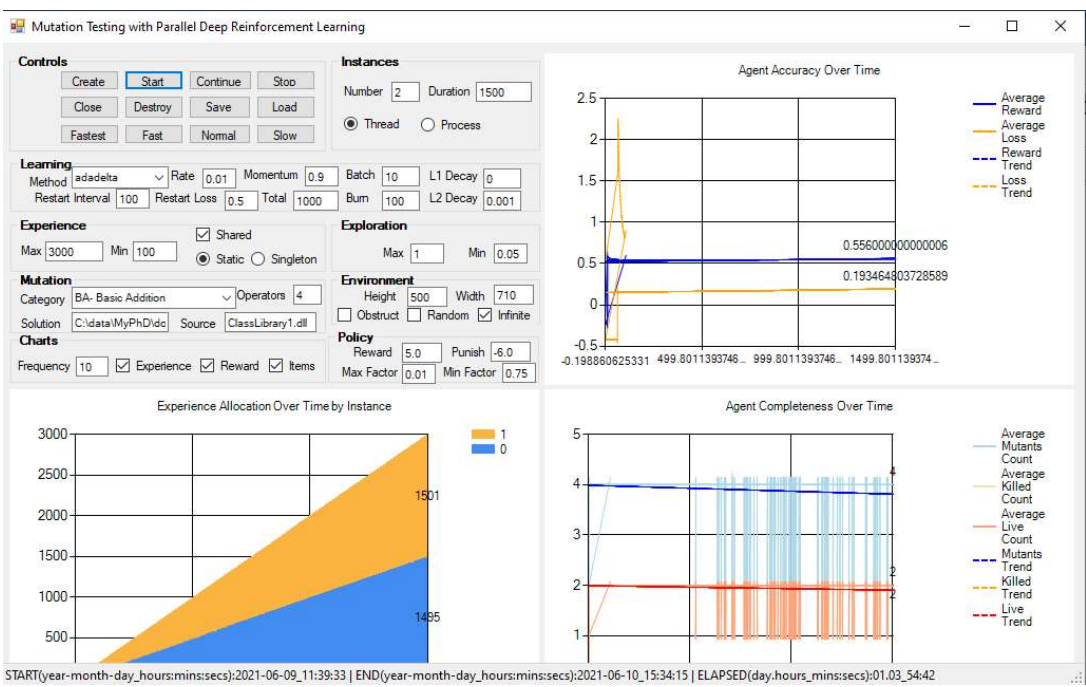 Mutation Testing with Parallel Deep Reinforcement Learning
Controls
Create Start Continue Stop
Close Destroy Save Load
Fastest Fast Normal Slow
Instances
Number 2 Duration 1500
Thread Process
Learning
Method adadelta Rate 0.01 Momentum 0.9 Batch 10 L1 Decay 0
Restart Interval 100 Restart Loss 0.5 Total 1000 Burn 100 L2 Decay 0.001
Experience
Shared
Max 3000 Min 100 Static Singleton
Exploration
Max 1 Min 0.05
Mutation
Category BA- Basic Addition Operators 4
Solution C:\data\MyPhD\dc Source ClassLibrary1.dll
Environment
Height 500 Width 710
Obstruct Random Infinite
Charts
Frequency 10 Experience Reward Items
Policy
Reward 5.0 Punish -6.0
Max Factor 0.01 Min Factor 0.75
Agent Accuracy Over Time
2.5
2
1.5
1
0.5
0
-0.5
0.556000000000006
0.193464803728589
-0.198860625331 499.8011393746... 999.8011393746... 1499.801139374...
Average
Reward
Average
Loss
Reward
Trend
Loss
Trend
Experience Allocation Over Time by Instance
3000
2500
2000
1500
1000
500
1501
1495
1
0
Agent Completeness Over Time
5
4
3
2
1
4
2
2
Average
Mutants
Count
Average
Killed
Count
Average
Live
Count
Mutants
Trend
Killed
Trend
Live
Trend
START(year-month-day_hours:mins:secs):2021-06-09_11:39:33 | END(year-month-day_hours:mins:secs):2021-06-10_15:34:15 | ELAPSED(day.hours_mins:secs):01.03_54:42